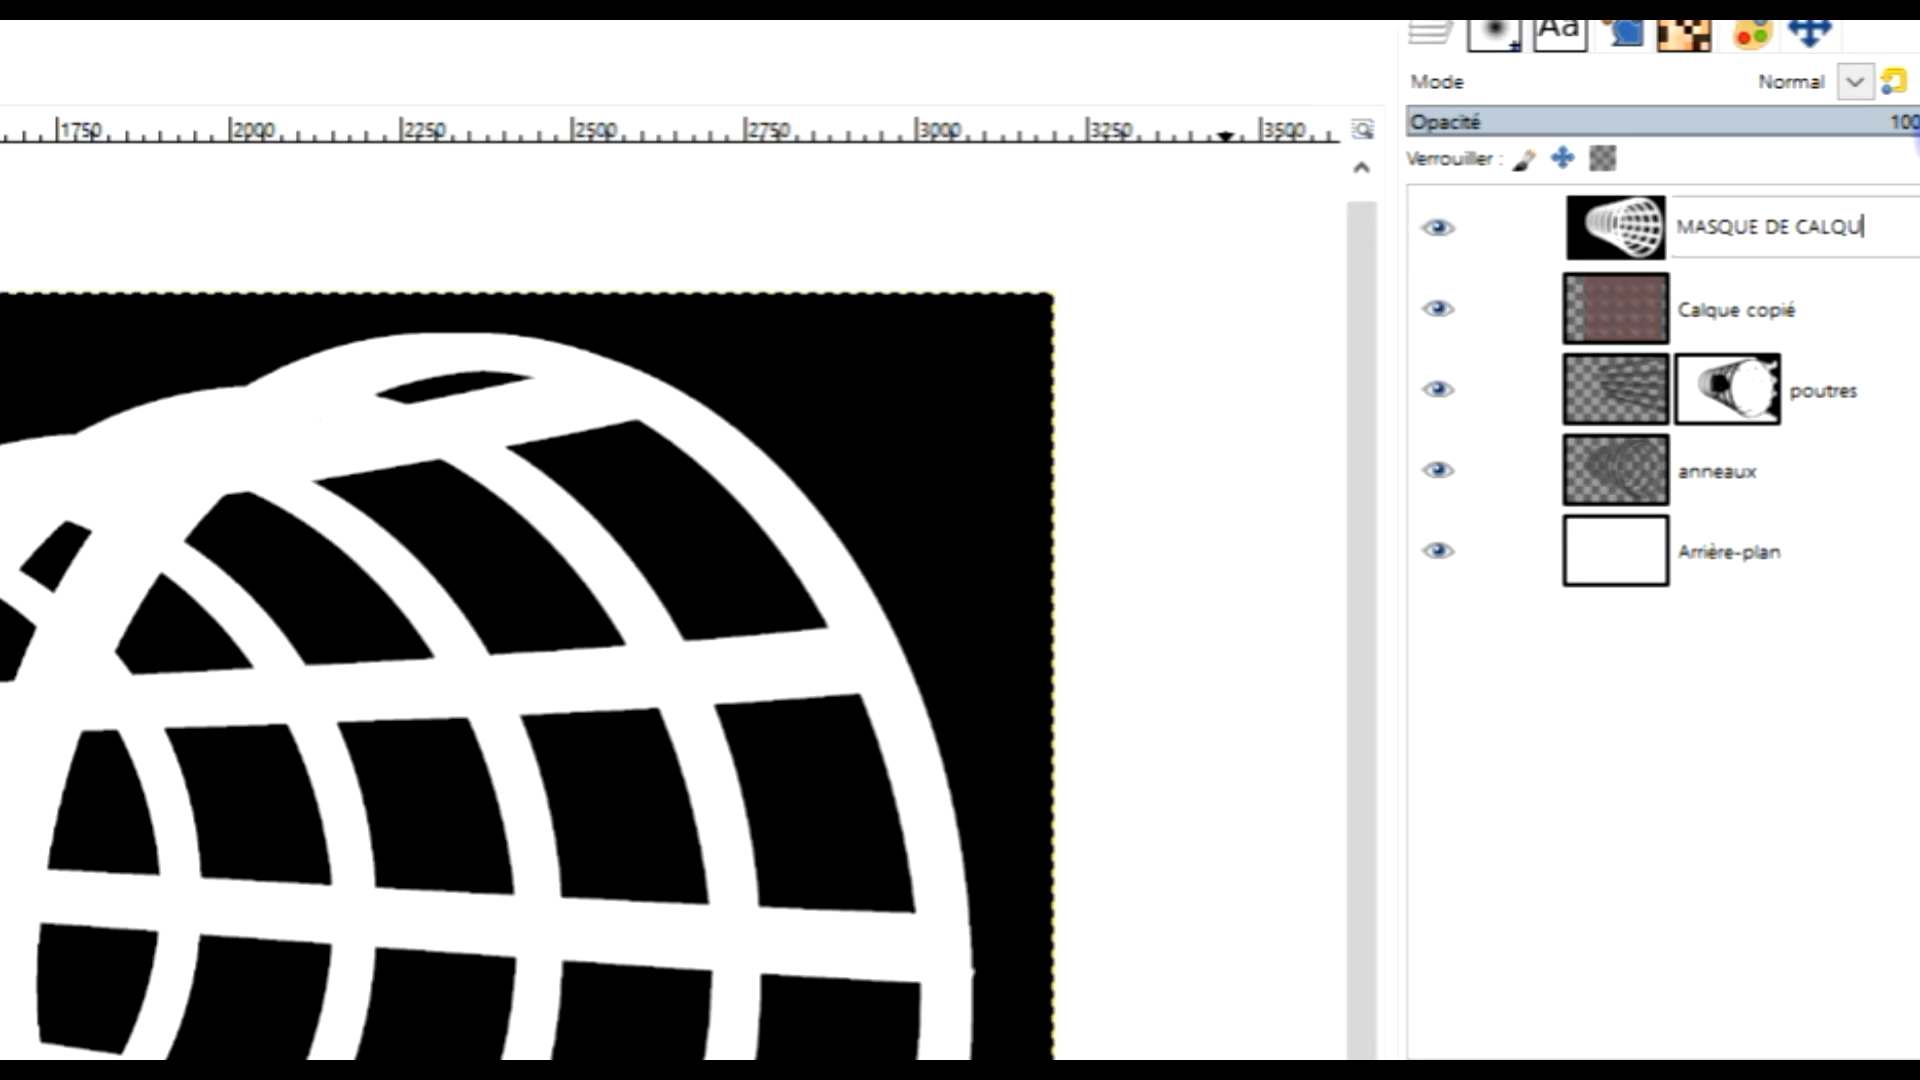 Aa
Mode Normal
1750 2000 2250 2500 2750 3000 3250 3500
Opacité 100
Verrouiller :
MASQUE DE CALQU
Calque copié
poutres
anneaux
Arrière-plan